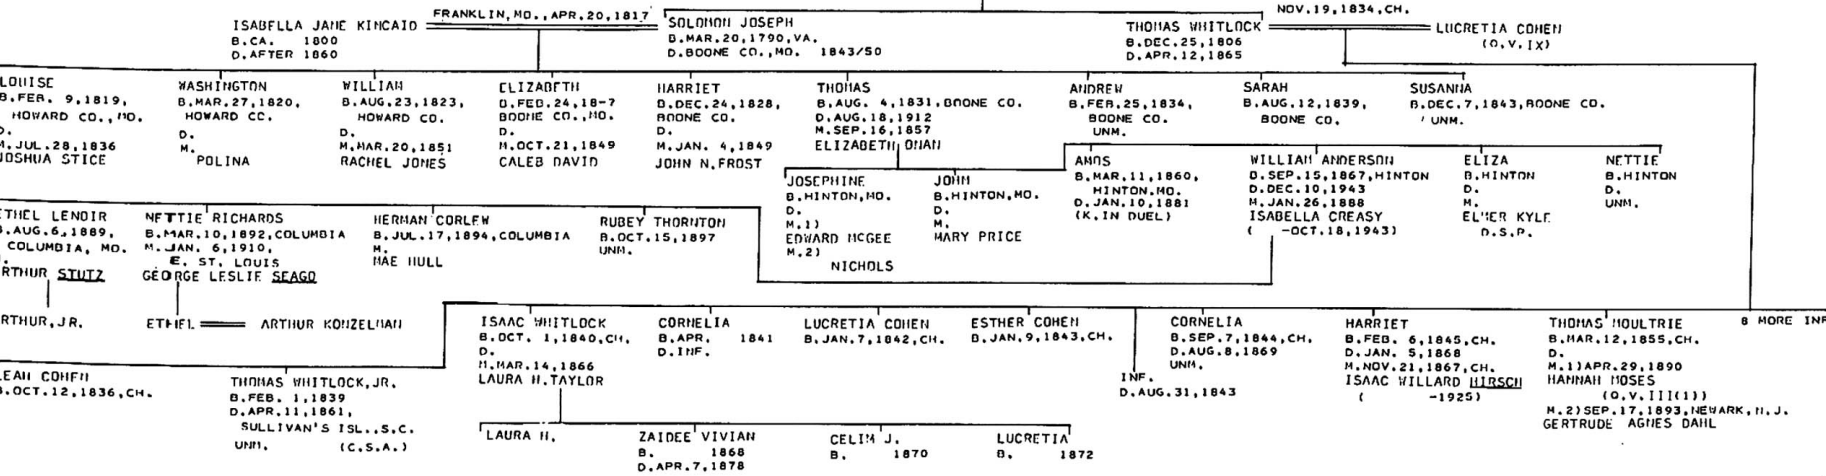 FRANKLIN, MO., APR. 20, 1817
ISABELLA JANE KINCAID
B.CA. 1800
D.AFTER 1860
SOLOMON JOSEPH
B.MAR.20,1790,VA.
D.BOONE CO.,MO. 1843/50
NOV.19,1834,CH.
THOMAS WHITLOCK
B.DEC.25,1806
D.APR.12,1865
LUCRETIA COHEN
(Q.V.IX)
LOUISE
B.FEB. 9,1819,
HOWARD CO.,MO.
D.
M.JUL.28,1836
JOSHUA STICE
WASHINGTON
B.MAR.27,1820,
HOWARD CC.
D.
M.
POLINA
WILLIAM
B.AUG.23,1823,
HOWARD CO.
D.
M.MAR.20,1851
RACHEL JONES
ELIZABETH
B.FEB.24,18-7
BOONE CO.,MO.
D.
M.OCT.21,1849
CALEB DAVID
HARRIET
B.DEC.24,1828,
BOONE CO.
D.
M.JAN. 4,1849
JOHN N.FROST
THOMAS
B.AUG. 4,1831,BOONE CO.
D.AUG.18,1912
M.SEP.16,1857
ELIZABETH ONAN
ANDREW
B.FEB.25,1834,
BOONE CO.
UNM.
SARAH
B.AUG.12,1839,
BOONE CO.
SUSANNA
B.DEC.7,1843,BOONE CO.
UNM.
JOSEPHINE
B.HINTON,MO.
D.
M.1)
EDWARD MCGEE
M.2)
NICHOLS
JOHN
B.HINTON,MO.
D.
M.
MARY PRICE
AMOS
B.MAR.11,1860,
HINTON.MO.
D.JAN.10,1881
(K.IN DUEL)
WILLIAM ANDERSON
B.SEP.15,1867,HINTON
D.DEC.10,1943
M.JAN.26,1888
ISABELLA CREASY
( -OCT.18,1943)
ELIZA
B.HINTON
D.
M.
ELMER KYLE
D.S.P.
NETTIE
B.HINTON
D.
UNM.
ETHEL LENOIR
B.AUG.6,1889,
COLUMBIA, MO.
ARTHUR STUTZ
ARTHUR,JR.
NETTIE RICHARDS
B.MAR.10,1892,COLUMBIA
M.JAN. 6,1910,
E. ST. LOUIS
GEORGE LESLIE SEAGO
ETHEL
ARTHUR KONZELMAN
HERMAN CORLEW
B.JUL.17,1894,COLUMBIA
M.
MAE HULL
RUBEY THORNTON
B.OCT.15,1897
UNM.
LEAH COHEN
B.OCT.12,1836,CH.
THOMAS WHITLOCK,JR.
B.FEB. 1,1839
D.APR.11,1861,
SULLIVAN'S ISL.,S.C.
UNM. (C.S.A.)
ISAAC WHITLOCK
B.OCT. 1,1840,CH.
D.
M.MAR.14,1866
LAURA H.TAYLOR
CORNELIA
B.APR. 1841
D.INF.
LUCRETIA COHEN
B.JAN.7,1842,CH.
ESTHER COHEN
B.JAN.9,1843,CH.
INF.
D.AUG.31,1843
CORNELIA
B.SEP.7,1844,CH.
D.AUG.8,1869
UNM.
HARRIET
B.FEB. 6,1845,CH.
D.JAN. 5,1868
M.NOV.21,1867,CH.
ISAAC WILLARD HIRSCH
( -1925)
THOMAS MOULTRIE
B.MAR.12,1855,CH.
D.
M.1)APR.29,1890
HANNAH MOSES
(Q.V.III(1))
M.2)SEP.17,1893,NEWARK,N.J.
GERTRUDE AGNES DAHL
8 MORE INF
LAURA H.
ZAIDEE VIVIAN
B. 1868
D.APR.7,1878
CELIM J.
B. 1870
LUCRETIA
B. 1872